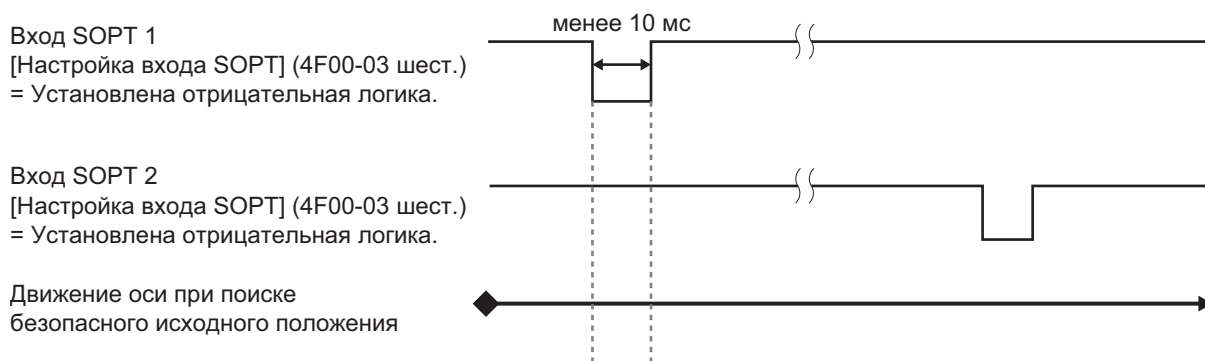 менее 10 мс
Вход SOPT 1
[Настройка входа SOPT] (4F00-03 шест.)
= Установлена отрицательная логика.
Вход SOPT 2
[Настройка входа SOPT] (4F00-03 шест.)
= Установлена отрицательная логика.
Движение оси при поиске
безопасного исходного положения